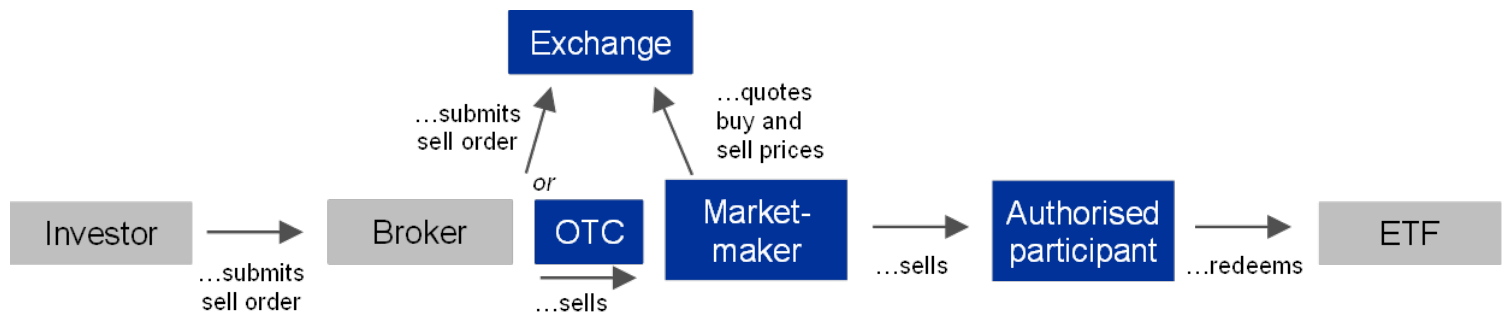 Exchange
…submits
sell order
…quotes
buy and
sell prices
or
Investor
…submits
sell order
Broker
OTC
…sells
Market-
maker
…sells
Authorised
participant
…redeems
ETF